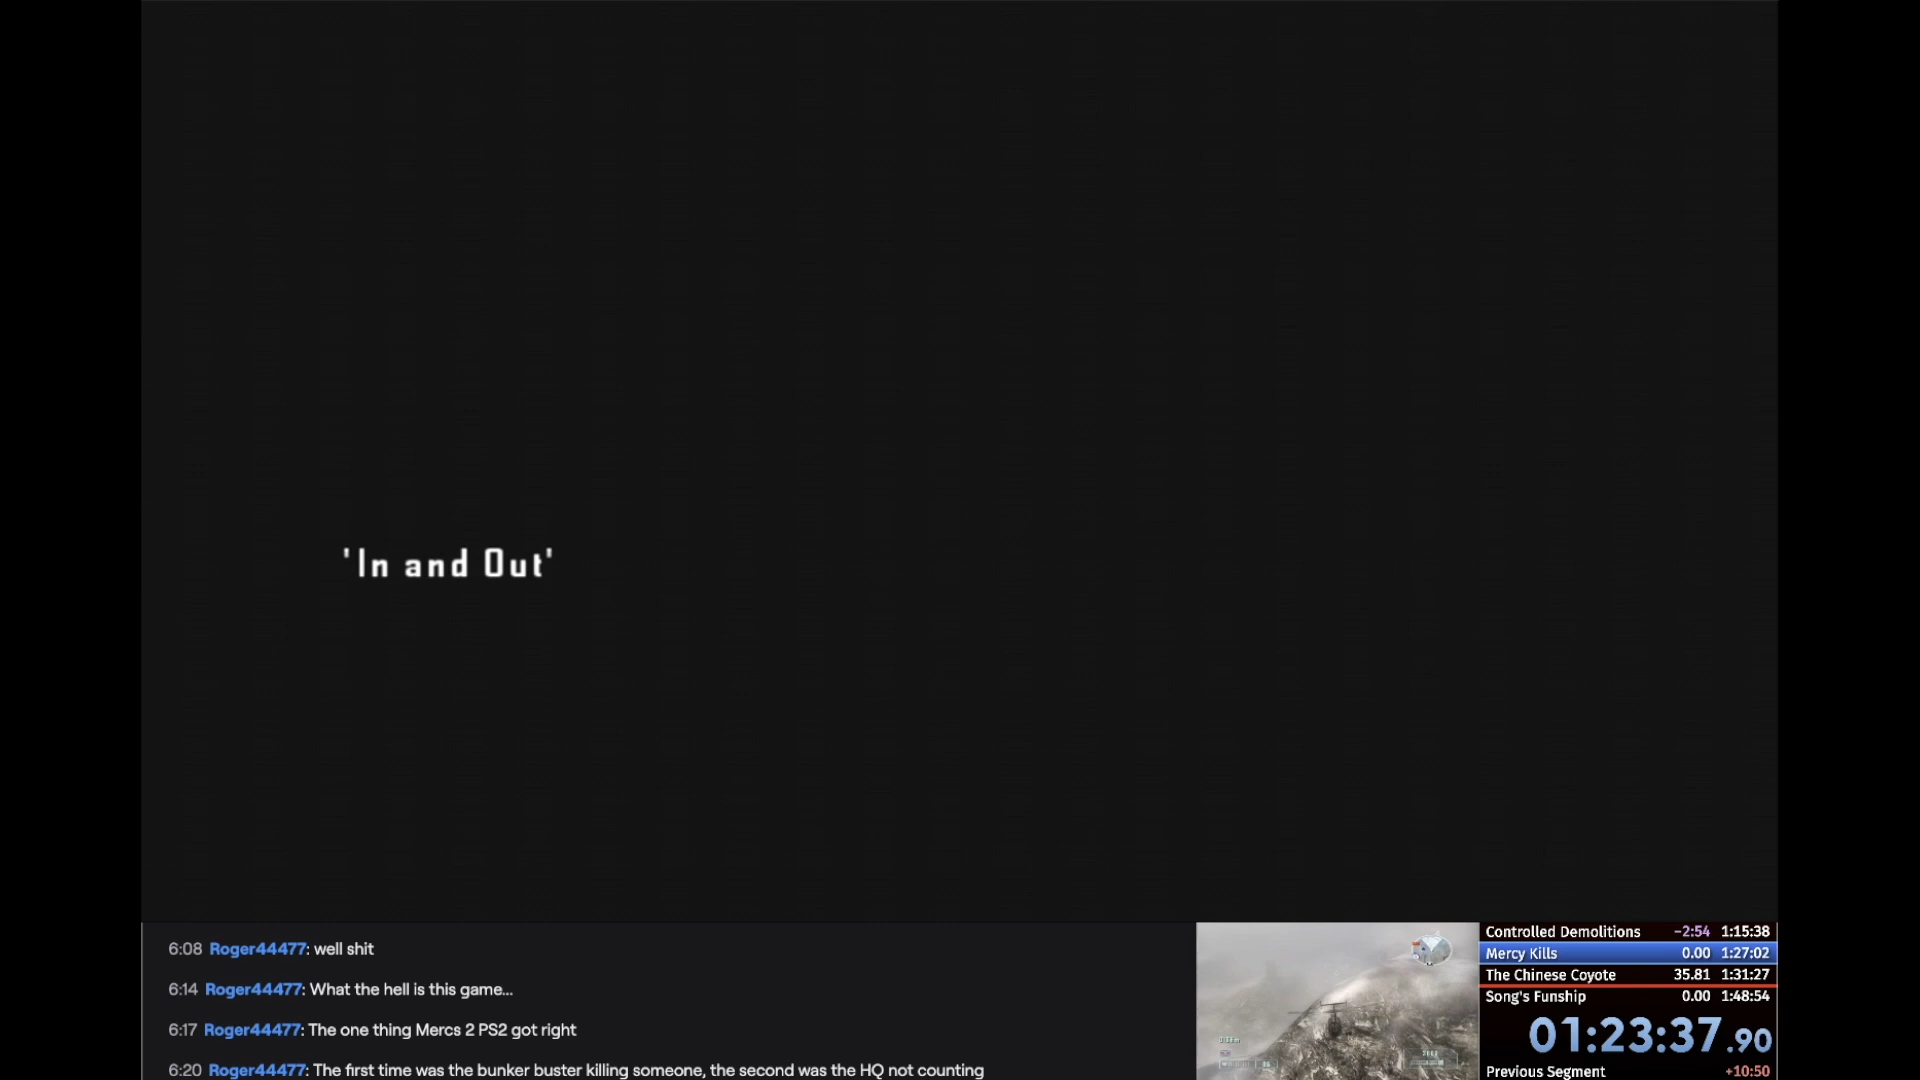 'In and Out'
6:08 Roger44477: well shit
6:14 Roger44477: What the hell is this game...
6:17 Roger44477: The one thing Mercs 2 PS2 got right
6:20 Roger44477: The first time was the bunker buster killing someone, the second was the HQ not counting
Controlled Demolitions -2:54 1:15:38
Mercy Kills 0.00 1:27:02
The Chinese Coyote 35.81 1:31:27
Song's Funship 0.00 1:48:54
01:23:37.90
Previous Segment +10:50